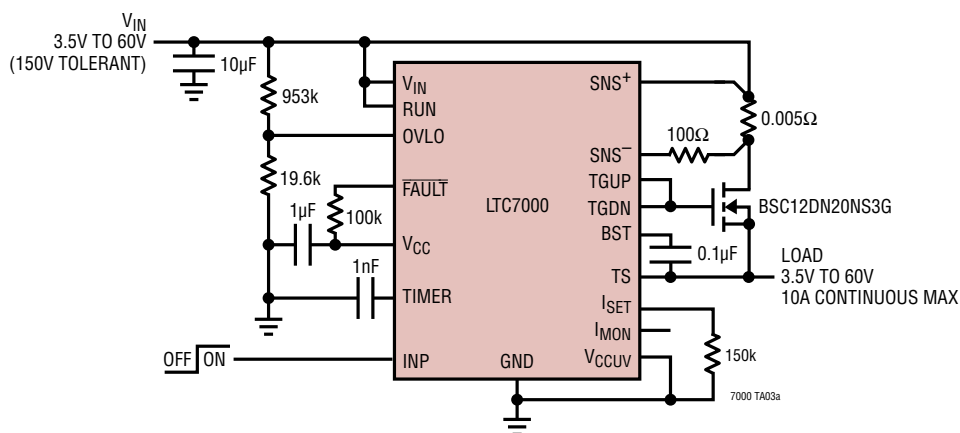 VIN
3.5V TO 60V
(150V TOLERANT)
10µF
953k
19.6k
1µF
100k
1nF
OFF ON
VIN
RUN
OVLO
FAULT
VCC
TIMER
INP
LTC7000
GND
SNS+
SNS–
TGUP
TGDN
BST
TS
ISET
IMON
VCCUV
100Ω
0.005Ω
BSC12DN20NS3G
0.1µF
LOAD
3.5V TO 60V
10A CONTINUOUS MAX
150k
7000 TA03a